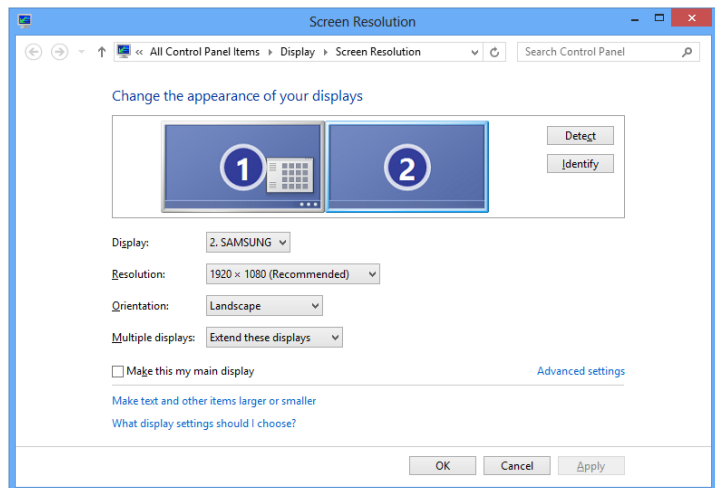 Screen Resolution
« All Control Panel Items Display Screen Resolution Search Control Panel
Change the appearance of your displays
1 2
Detect
Identify
Display: 2. SAMSUNG
Resolution: 1920 × 1080 (Recommended)
Orientation: Landscape
Multiple displays: Extend these displays
Make this my main display Advanced settings
Make text and other items larger or smaller
What display settings should I choose?
OK Cancel Apply